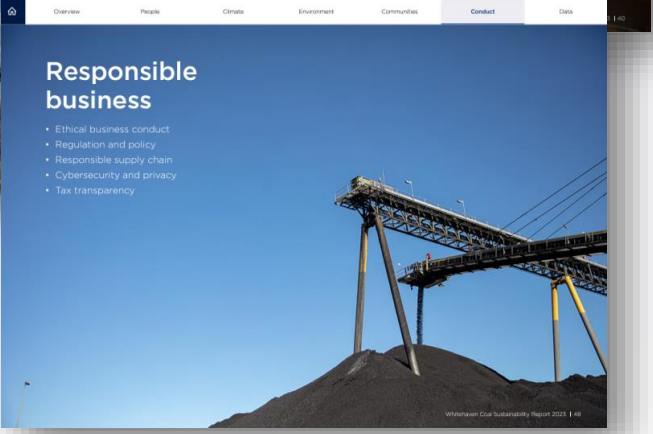 Overview People Climate Environment Communities Conduct Data
| 40
Responsible
business
• Ethical business conduct
• Regulation and policy
• Responsible supply chain
• Cybersecurity and privacy
• Tax transparency
Whitehaven Coal Sustainability Report 2023 | 48